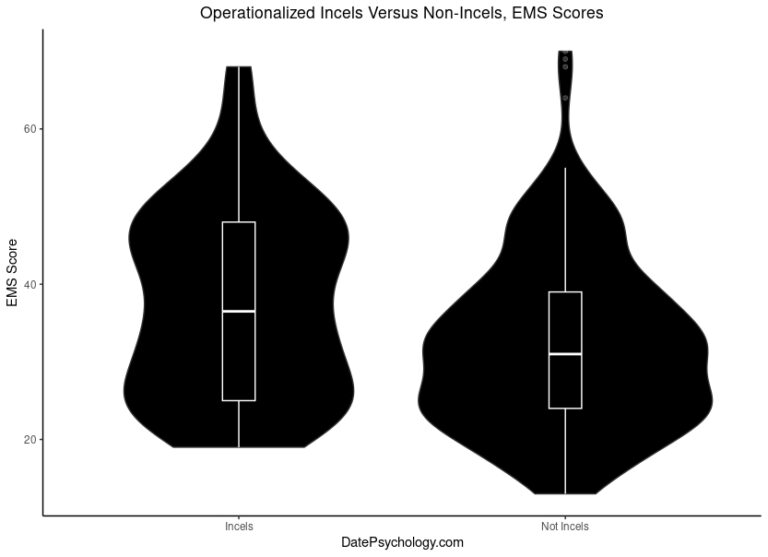 Operationalized Incels Versus Non-Incels, EMS Scores
EMS Score
60
40
20
Incels
Not Incels
DatePsychology.com